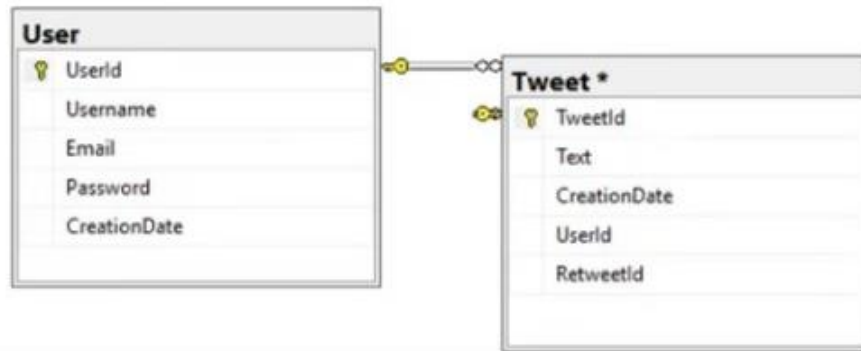 User
UserId
Username
Email
Password
CreationDate
Tweet *
TweetId
Text
CreationDate
UserId
RetweetId